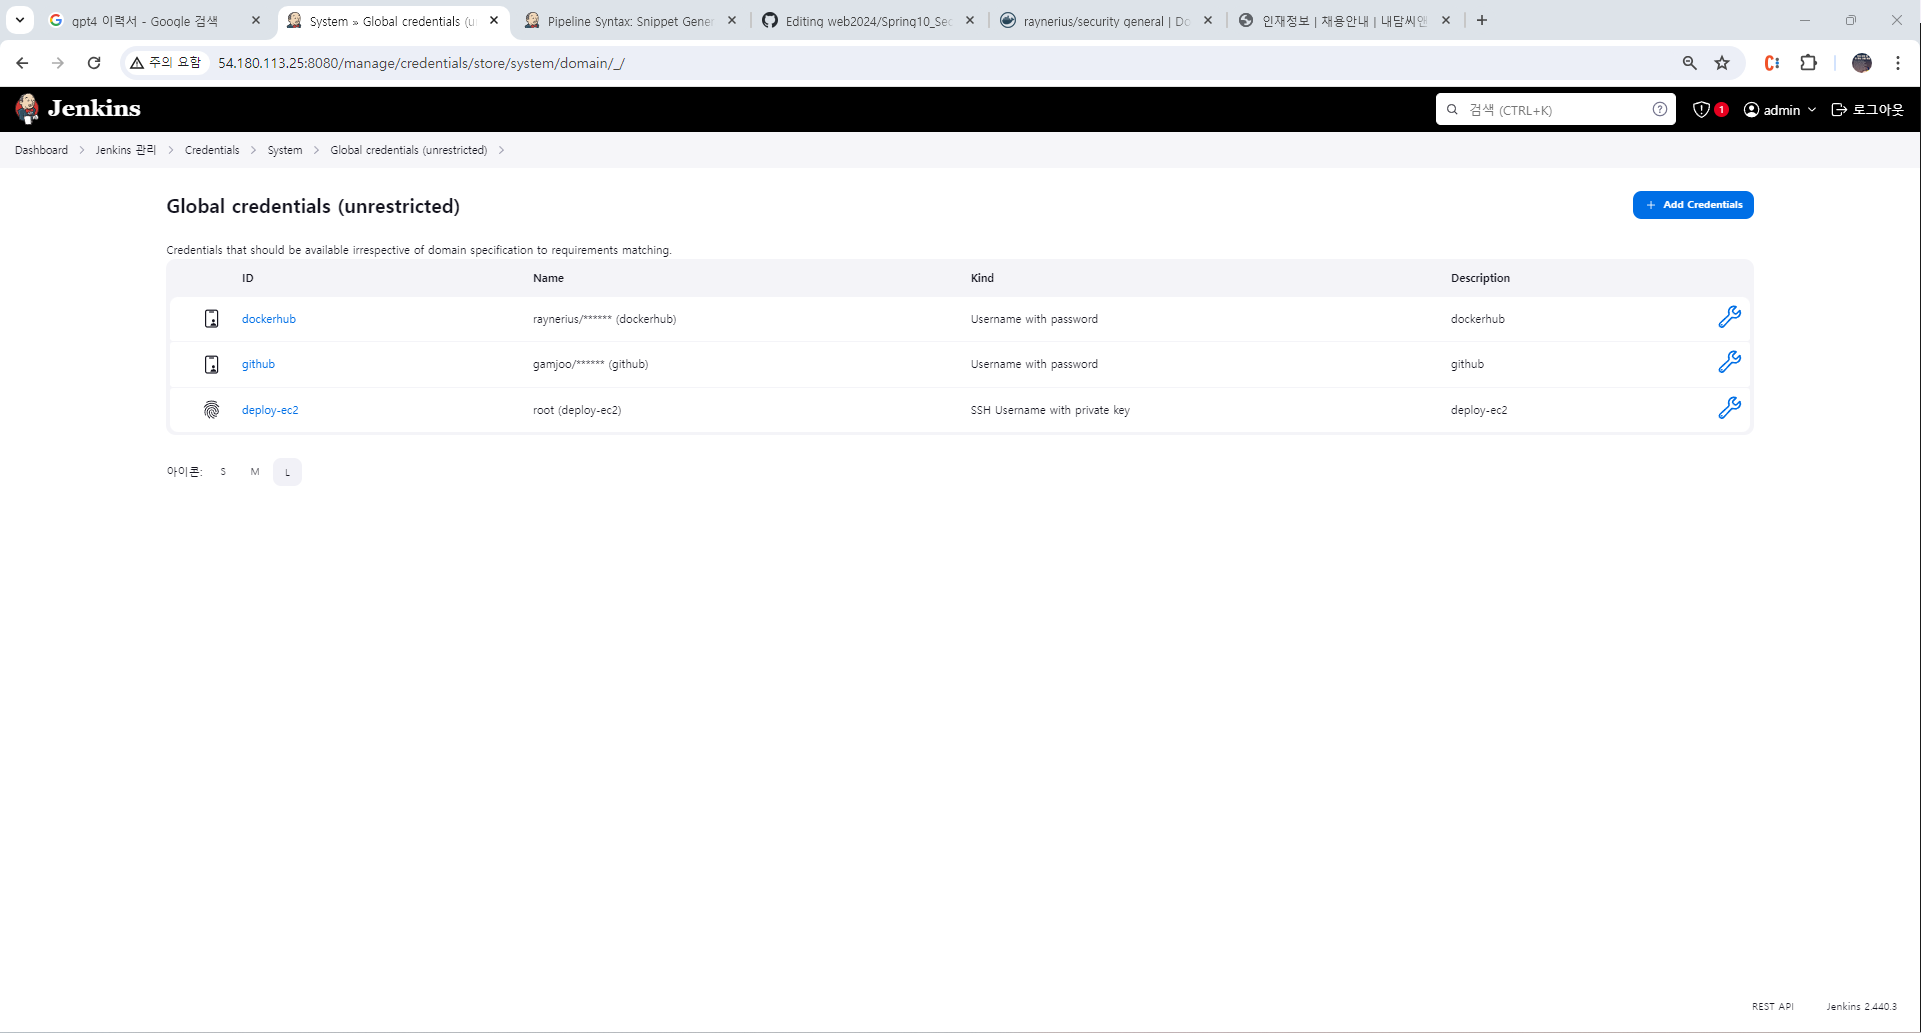 gpt4 이력서 - Google 검색
System » Global credentials (u
Pipeline Syntax: Snippet Gener
Editing web2024/Spring10_Sec
raynerius/security general | Do
인재정보 | 채용안내 | 내담씨앤
주의 요함
54.180.113.25:8080/manage/credentials/store/system/domain/_/
Jenkins
검색 (CTRL+K)
1
admin
로그아웃
Dashboard
Jenkins 관리
Credentials
System
Global credentials (unrestricted)
Global credentials (unrestricted)
+ Add Credentials
Credentials that should be available irrespective of domain specification to requirements matching.
ID Name Kind Description
dockerhub raynerius/****** (dockerhub) Username with password dockerhub
github gamjoo/****** (github) Username with password github
deploy-ec2 root (deploy-ec2) SSH Username with private key deploy-ec2
아이콘: S M L
REST API Jenkins 2.440.3